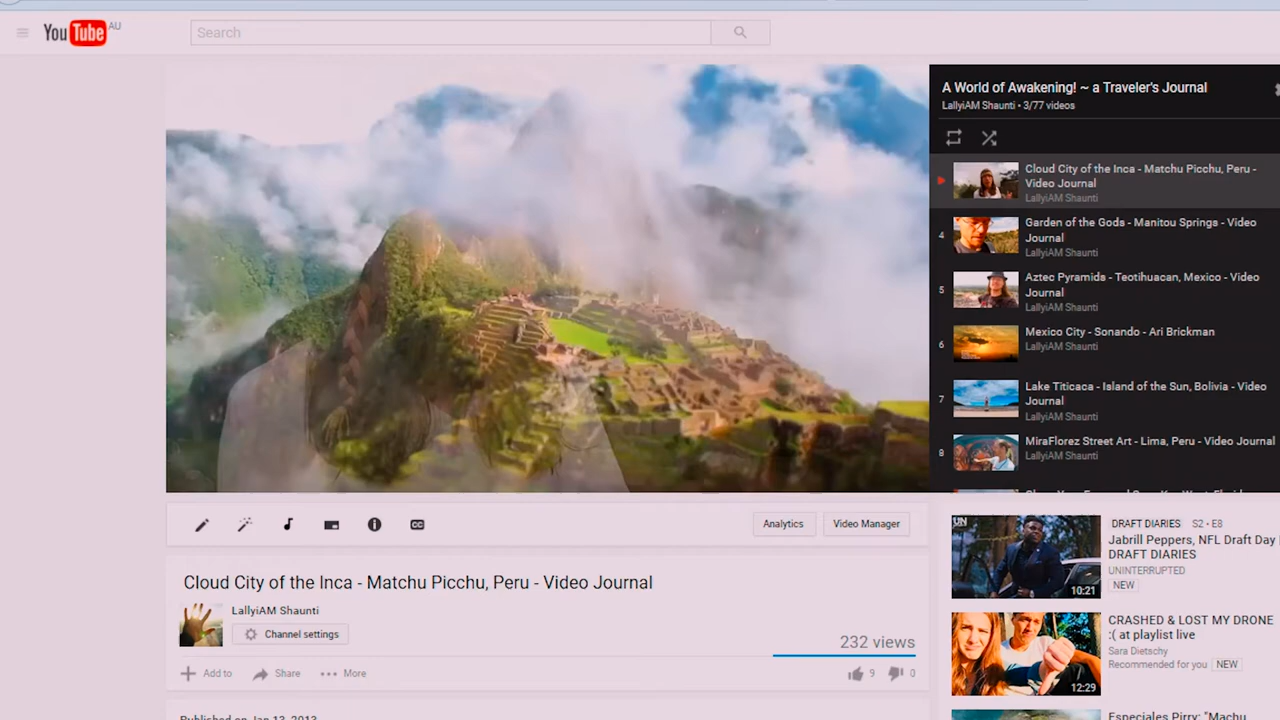 YouTube AU
Search
A World of Awakening! ~ a Traveler's Journal
LallyiAM Shaunti • 3/77 videos
Cloud City of the Inca - Matchu Picchu, Peru -
Video Journal
LallyiAM Shaunti
4
Garden of the Gods - Manitou Springs - Video
Journal
LallyiAM Shaunti
5
Aztec Pyramids - Teotihuacan, Mexico - Video
Journal
LallyiAM Shaunti
6
Mexico City - Sonando - Ari Brickman
LallyiAM Shaunti
7
Lake Titicaca - Island of the Sun, Bolivia - Video
Journal
LallyiAM Shaunti
8
MiraFlorez Street Art - Lima, Peru - Video Journal
LallyiAM Shaunti
CC
Analytics
Video Manager
Cloud City of the Inca - Matchu Picchu, Peru - Video Journal
LallyiAM Shaunti
Channel settings
232 views
Add to
Share
More
9
0
Published on Jan 13, 2013
UN
10:21
DRAFT DIARIES S2 • E8
Jabrill Peppers, NFL Draft Day
DRAFT DIARIES
UNINTERRUPTED
NEW
12:29
CRASHED & LOST MY DRONE
:( at playlist live
Sara Dietschy
Recommended for you NEW
Especiales Pirry: "Machu